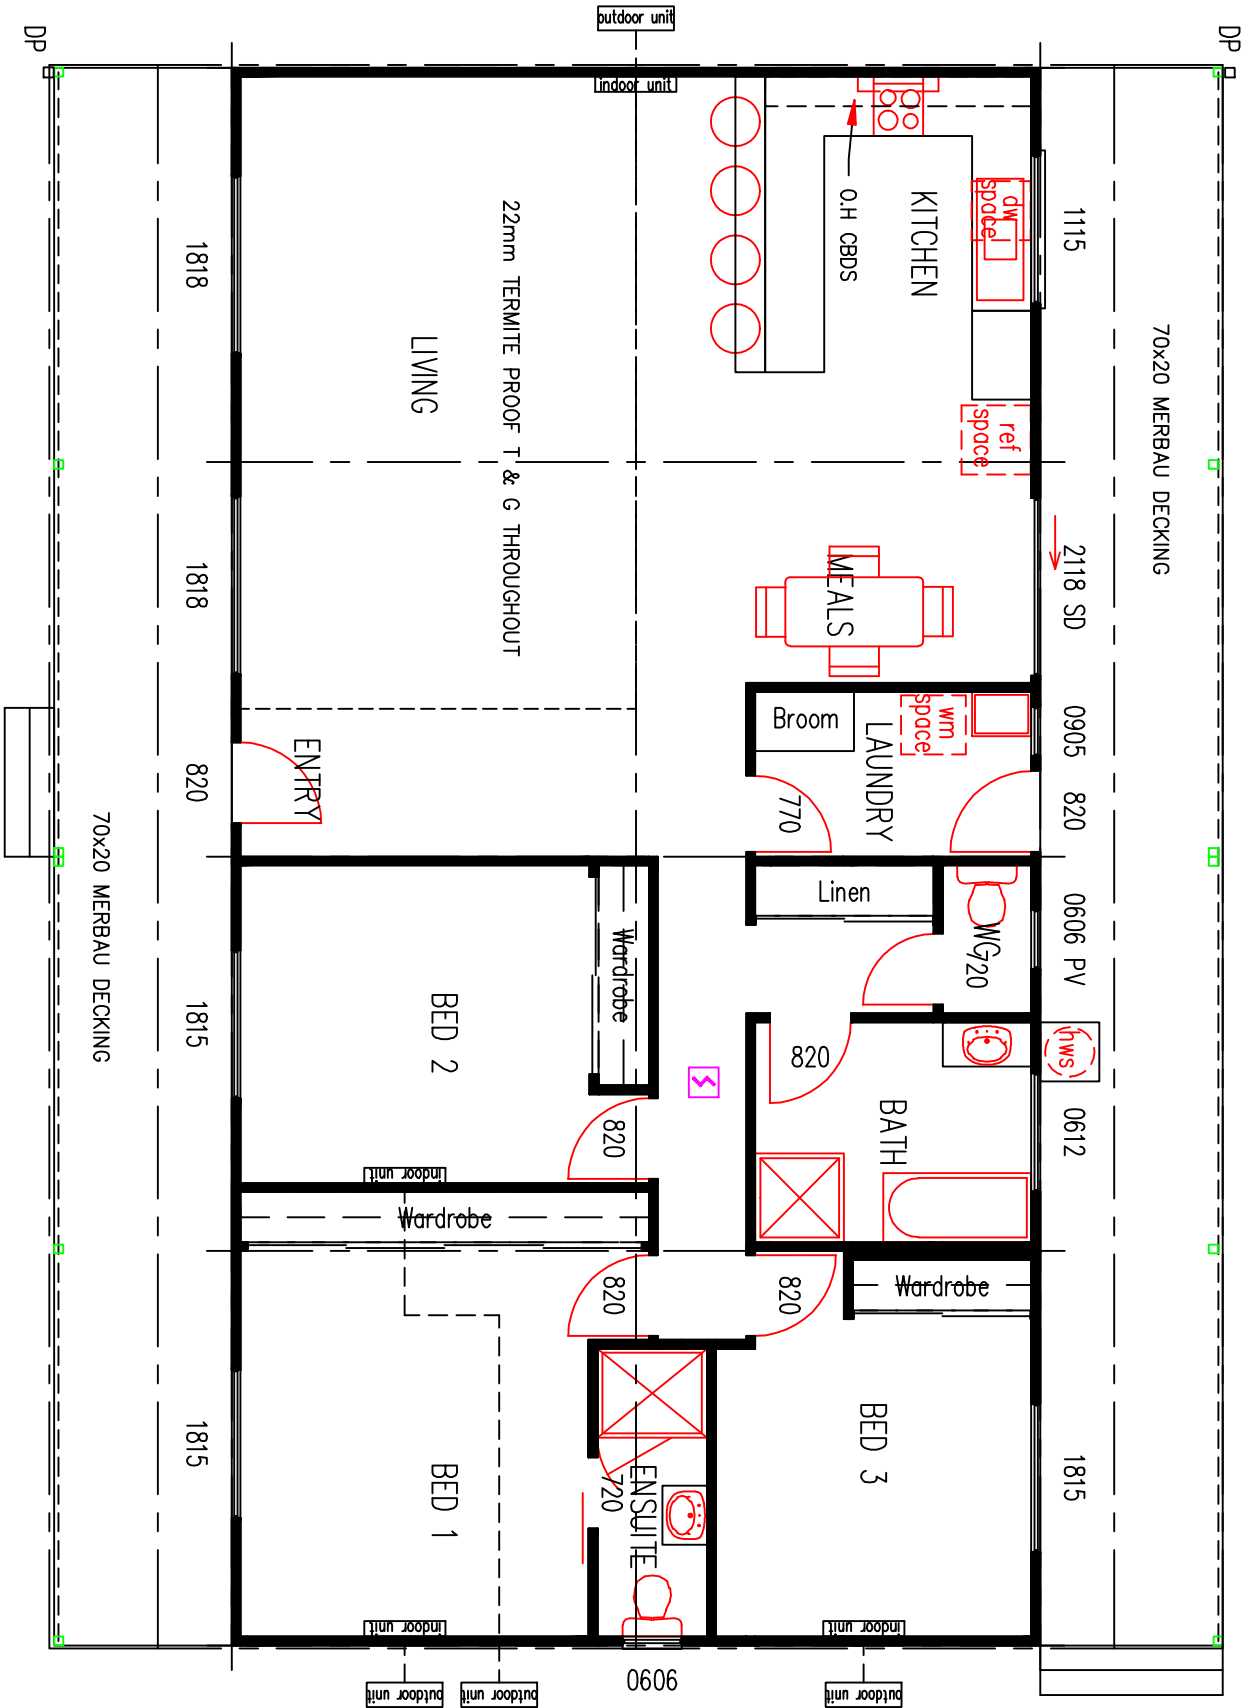 outdoor unit
DP
DP
indoor unit
O.H CBDS
KITCHEN
dw
space
1115
1818
22mm TERMITE PROOF T & G THROUGHOUT
LIVING
ref
space
70x20 MERBAU DECKING
1818
MEALS
2118 SD
Broom
wm
space
LAUNDRY
0905
820
ENTRY
820
770
70x20 MERBAU DECKING
Linen
WC
720
0606 PV
Wardrobe
BED 2
1815
820
hws
820
BATH
0612
indoor unit
Wardrobe
820
820
Wardrobe
1815
BED 1
720
ENSUITE
BED 3
1815
indoor unit
indoor unit
outdoor unit
outdoor unit
0606
outdoor unit